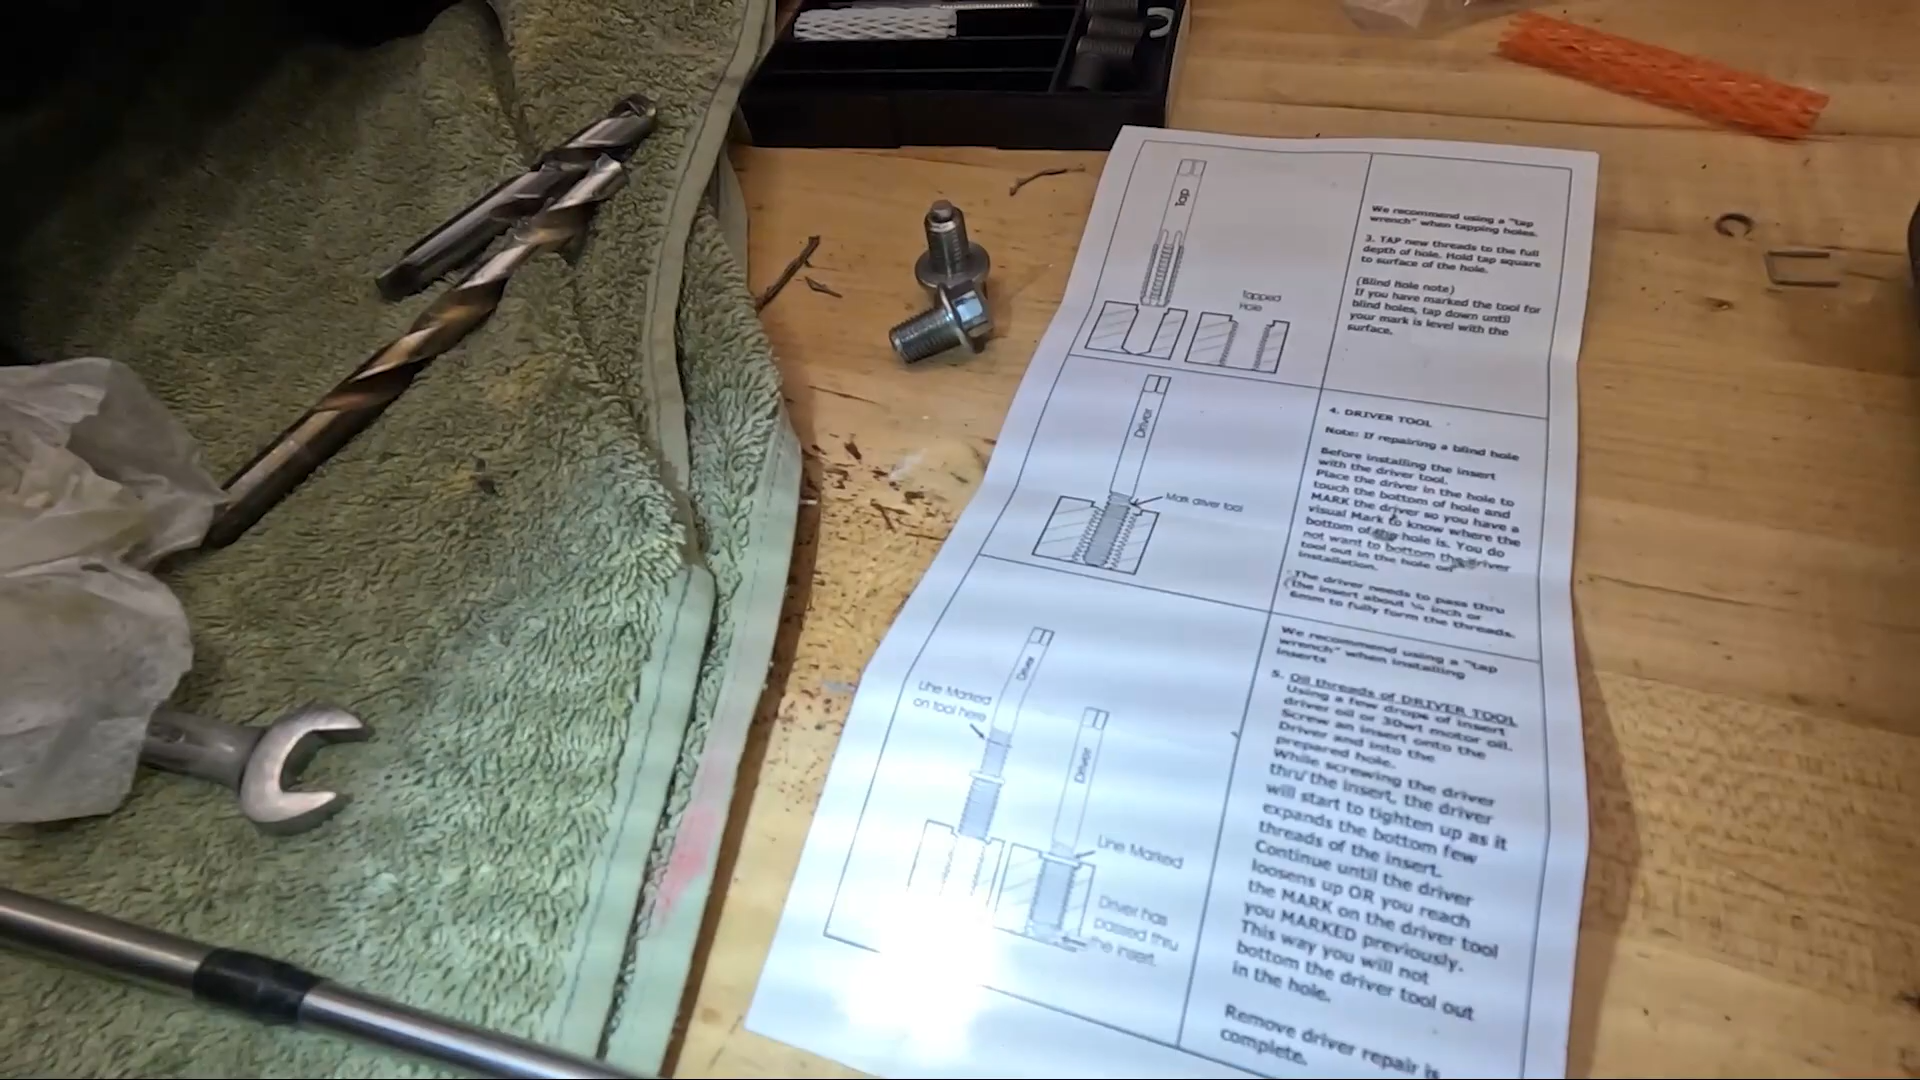 Tap
Tapped
Hole
We recommend using a "tap
wrench" when tapping holes.
3. TAP new threads to the full
depth of hole. Hold tap square
to surface of the hole.
(Blind hole note)
If you have marked the tool for
blind holes, tap down until
your mark is level with the
surface.
Driver
Mark driver tool
4. DRIVER TOOL
Note: If repairing a blind hole
Before installing the insert
with the driver tool.
Place the driver in the hole to
touch the bottom of hole and
MARK the driver so you have a
visual Mark to know where the
bottom of the hole is. You do
not want to bottom the driver
tool out in the hole on
installation.
The driver needs to pass thru
the insert about ¼ inch or
6mm to fully form the threads.
Driver
Line Marked
on tool here
Driver
Line Marked
Driver has
passed thru
the insert.
We recommend using a "tap
wrench" when installing
inserts
5. Oil threads of DRIVER TOOL
Using a few drops of insert
driver oil or 30wt motor oil.
Screw an insert onto the
Driver and into the
prepared hole.
While screwing the driver
thru the insert, the driver
will start to tighten up as it
expands the bottom few
threads of the insert.
Continue until the driver
loosens up OR you reach
the MARK on the driver tool
you MARKED previously.
This way you will not
bottom the driver tool out
in the hole.
Remove driver repair is
complete.